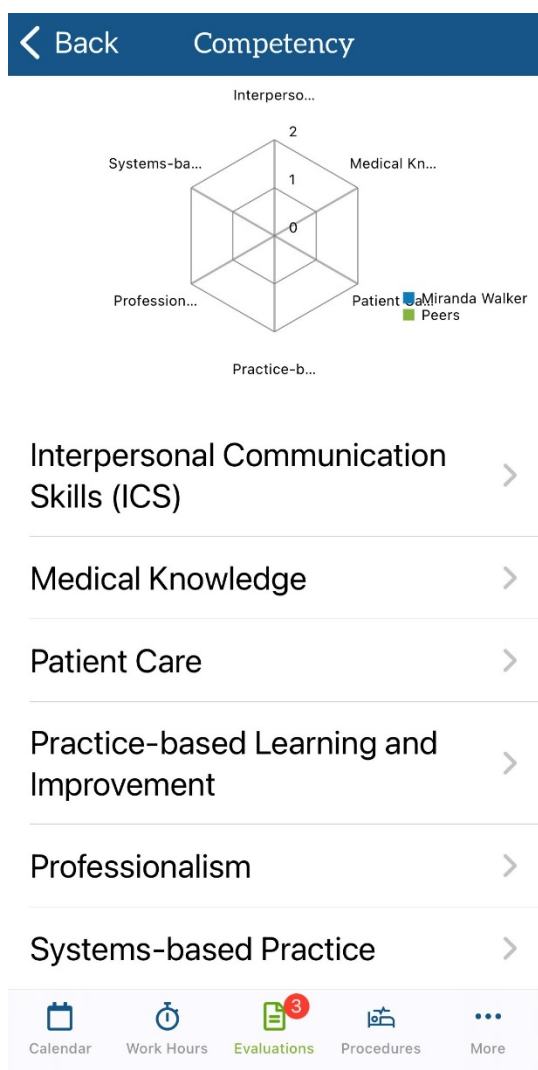 Back
Competency
Interperso...
2
Systems-ba...
Medical Kn...
1
0
Profession...
Patient Ca...
Miranda Walker
Peers
Practice-b...
Interpersonal Communication
Skills (ICS)
Medical Knowledge
Patient Care
Practice-based Learning and
Improvement
Professionalism
Systems-based Practice
3
Calendar
Work Hours
Evaluations
Procedures
More